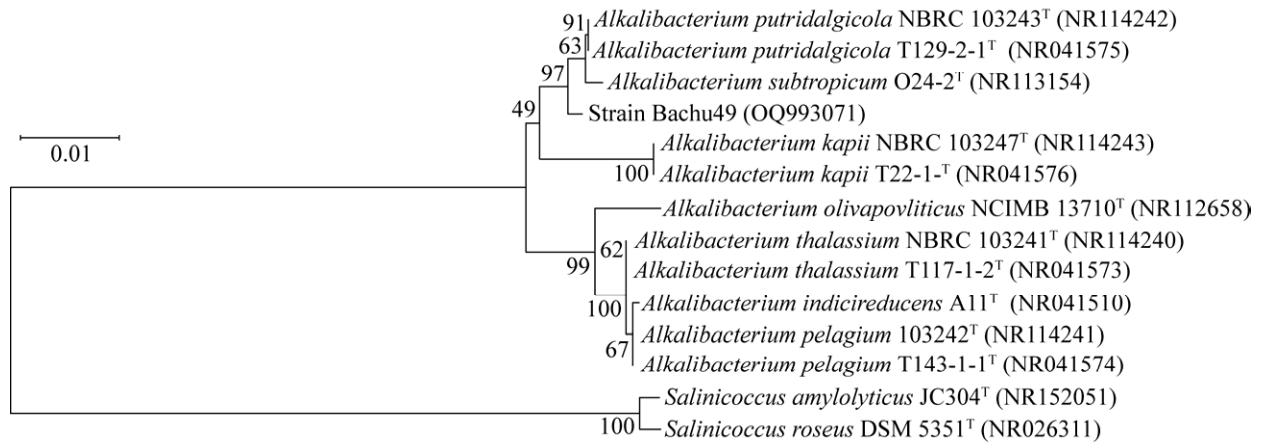 91 Alkalibacterium putridalgicola NBRC 103243ᵀ (NR114242)
63 Alkalibacterium putridalgicola T129-2-1ᵀ (NR041575)
97 Alkalibacterium subtropicum O24-2ᵀ (NR113154)
49 Strain Bachu49 (OQ993071)
0.01
Alkalibacterium kapii NBRC 103247ᵀ (NR114243)
100 Alkalibacterium kapii T22-1-ᵀ (NR041576)
Alkalibacterium olivapovliticus NCIMB 13710ᵀ (NR112658)
62 Alkalibacterium thalassium NBRC 103241ᵀ (NR114240)
99 Alkalibacterium thalassium T117-1-2ᵀ (NR041573)
100 Alkalibacterium indicireducens A11ᵀ (NR041510)
Alkalibacterium pelagium 103242ᵀ (NR114241)
67 Alkalibacterium pelagium T143-1-1ᵀ (NR041574)
Salinicoccus amylolyticus JC304ᵀ (NR152051)
100 Salinicoccus roseus DSM 5351ᵀ (NR026311)